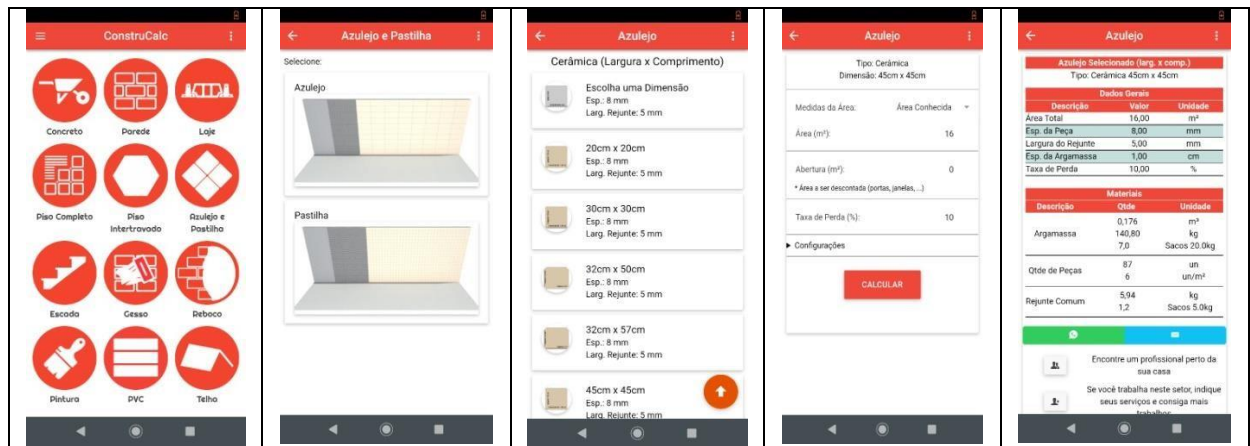 ConstruCalc
Concreto
Parede
Laje
Piso Completo
Piso
Intertravado
Azulejo e
Pastilha
Escada
Gesso
Reboco
Pintura
PVC
Telha
Azulejo e Pastilha
Selecione:
Azulejo
Pastilha
Azulejo
Cerâmica (Largura x Comprimento)
Escolha uma Dimensão
Esp.: 8 mm
Larg. Rejunte: 5 mm
20cm x 20cm
Esp.: 8 mm
Larg. Rejunte: 5 mm
30cm x 30cm
Esp.: 8 mm
Larg. Rejunte: 5 mm
32cm x 50cm
Esp.: 8 mm
Larg. Rejunte: 5 mm
32cm x 57cm
Esp.: 8 mm
Larg. Rejunte: 5 mm
45cm x 45cm
Esp.: 8 mm
Larg. Rejunte: 5 mm
Azulejo
Tipo: Cerâmica
Dimensão: 45cm x 45cm
Medidas da Área: Área Conhecida
Área (m²): 16
Abertura (m²): 0
* Área a ser descontada (portas, janelas, ...)
Taxa de Perda (%): 10
Configurações
CALCULAR
Azulejo
Azulejo Selecionado (larg. x comp.)
Tipo: Cerâmica 45cm x 45cm
Dados Gerais
Descrição Valor Unidade
Área Total 16,00 m²
Esp. da Peça 8,00 mm
Largura do Rejunte 5,00 mm
Esp. da Argamassa 1,00 cm
Taxa de Perda 10,00 %
Materiais
Descrição Qtde Unidade
0,176 m³
Argamassa 140,80 kg
7,0 Sacos 20.0kg
Qtde de Peças 87 un
6 un/m²
Rejunte Comum 5,94 kg
1,2 Sacos 5.0kg
Encontre um profissional perto da
sua casa
Se você trabalha neste setor, indique
seus serviços e consiga mais
trabalhos